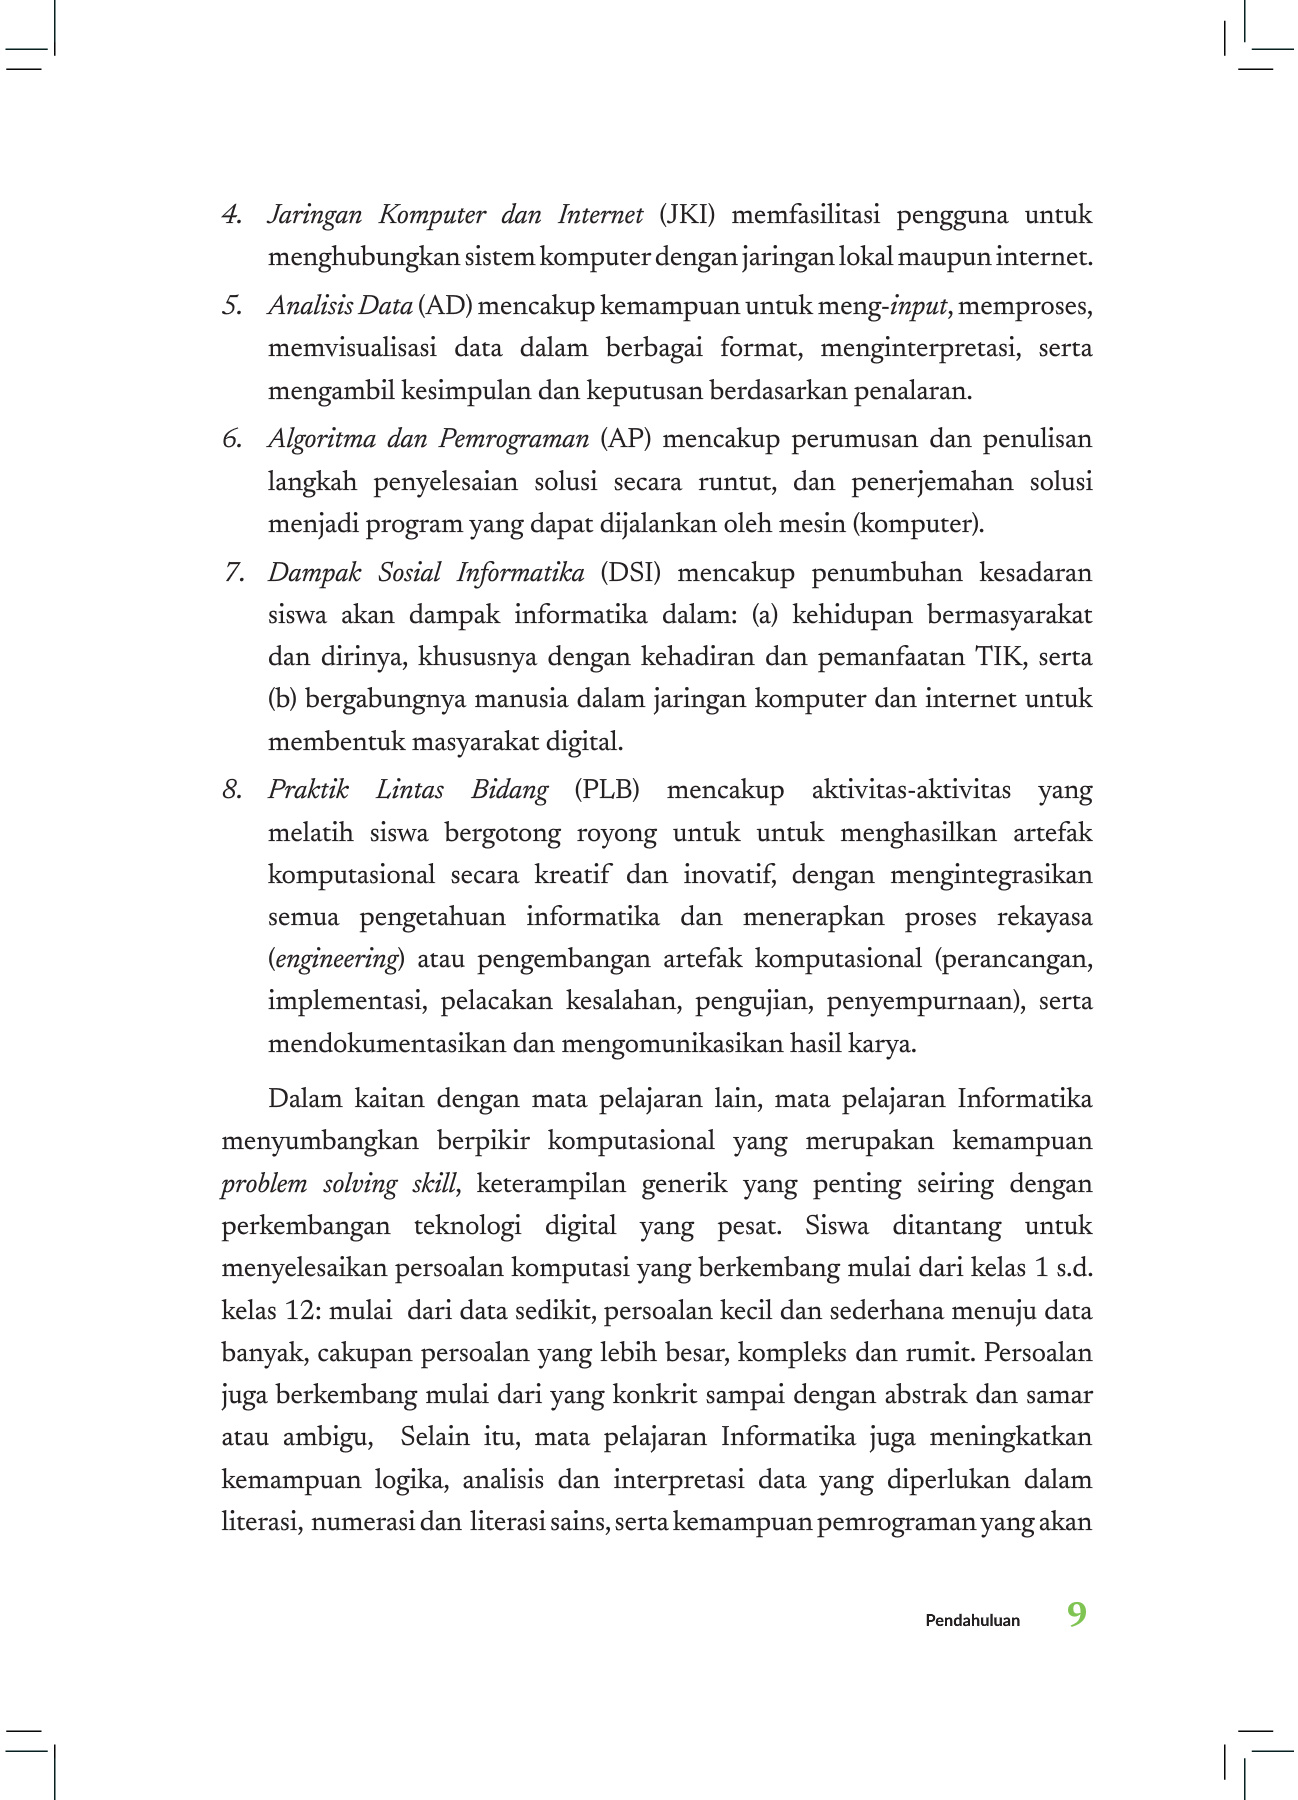 4. Jaringan Komputer dan Internet (JKI) memfasilitasi pengguna untuk
menghubungkan sistem komputer dengan jaringan lokal maupun internet.
5. Analisis Data (AD) mencakup kemampuan untuk meng-input, memproses,
memvisualisasi data dalam berbagai format, menginterpretasi, serta
mengambil kesimpulan dan keputusan berdasarkan penalaran.
6. Algoritma dan Pemrograman (AP) mencakup perumusan dan penulisan
langkah penyelesaian solusi secara runtut, dan penerjemahan solusi
menjadi program yang dapat dijalankan oleh mesin (komputer).
7. Dampak Sosial Informatika (DSI) mencakup penumbuhan kesadaran
siswa akan dampak informatika dalam: (a) kehidupan bermasyarakat
dan dirinya, khususnya dengan kehadiran dan pemanfaatan TIK, serta
(b) bergabungnya manusia dalam jaringan komputer dan internet untuk
membentuk masyarakat digital.
8. Praktik Lintas Bidang (PLB) mencakup aktivitas-aktivitas yang
melatih siswa bergotong royong untuk untuk menghasilkan artefak
komputasional secara kreatif dan inovatif, dengan mengintegrasikan
semua pengetahuan informatika dan menerapkan proses rekayasa
(engineering) atau pengembangan artefak komputasional (perancangan,
implementasi, pelacakan kesalahan, pengujian, penyempurnaan), serta
mendokumentasikan dan mengomunikasikan hasil karya.
Dalam kaitan dengan mata pelajaran lain, mata pelajaran Informatika
menyumbangkan berpikir komputasional yang merupakan kemampuan
problem solving skill, keterampilan generik yang penting seiring dengan
perkembangan teknologi digital yang pesat. Siswa ditantang untuk
menyelesaikan persoalan komputasi yang berkembang mulai dari kelas 1 s.d.
kelas 12: mulai dari data sedikit, persoalan kecil dan sederhana menuju data
banyak, cakupan persoalan yang lebih besar, kompleks dan rumit. Persoalan
juga berkembang mulai dari yang konkrit sampai dengan abstrak dan samar
atau ambigu, Selain itu, mata pelajaran Informatika juga meningkatkan
kemampuan logika, analisis dan interpretasi data yang diperlukan dalam
literasi, numerasi dan literasi sains, serta kemampuan pemrograman yang akan
Pendahuluan 9